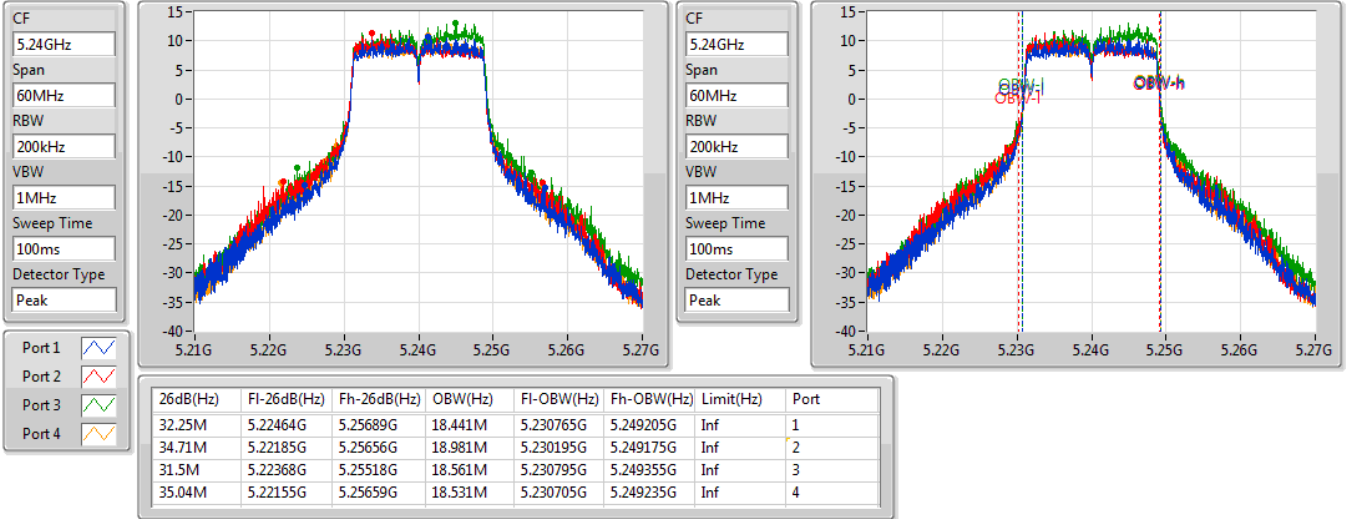 CF
5.24GHz
Span
60MHz
RBW
200kHz
VBW
1MHz
Sweep Time
100ms
Detector Type
Peak
15
10
5
0
-5
-10
-15
-20
-25
-30
-35
-40
5.21G 5.22G 5.23G 5.24G 5.25G 5.26G 5.27G
CF
5.24GHz
Span
60MHz
RBW
200kHz
VBW
1MHz
Sweep Time
100ms
Detector Type
Peak
15
10
5
0
-5
-10
-15
-20
-25
-30
-35
-40
OBW-l
OBW-l
OBW-l
OBW-h
5.21G 5.22G 5.23G 5.24G 5.25G 5.26G 5.27G
Port 1
Port 2
Port 3
Port 4
26dB(Hz) Fl-26dB(Hz) Fh-26dB(Hz) OBW(Hz) Fl-OBW(Hz) Fh-OBW(Hz) Limit(Hz) Port
32.25M 5.22464G 5.25689G 18.441M 5.230765G 5.249205G Inf 1
34.71M 5.22185G 5.25656G 18.981M 5.230195G 5.249175G Inf 2
31.5M 5.22368G 5.25518G 18.561M 5.230795G 5.249355G Inf 3
35.04M 5.22155G 5.25659G 18.531M 5.230705G 5.249235G Inf 4